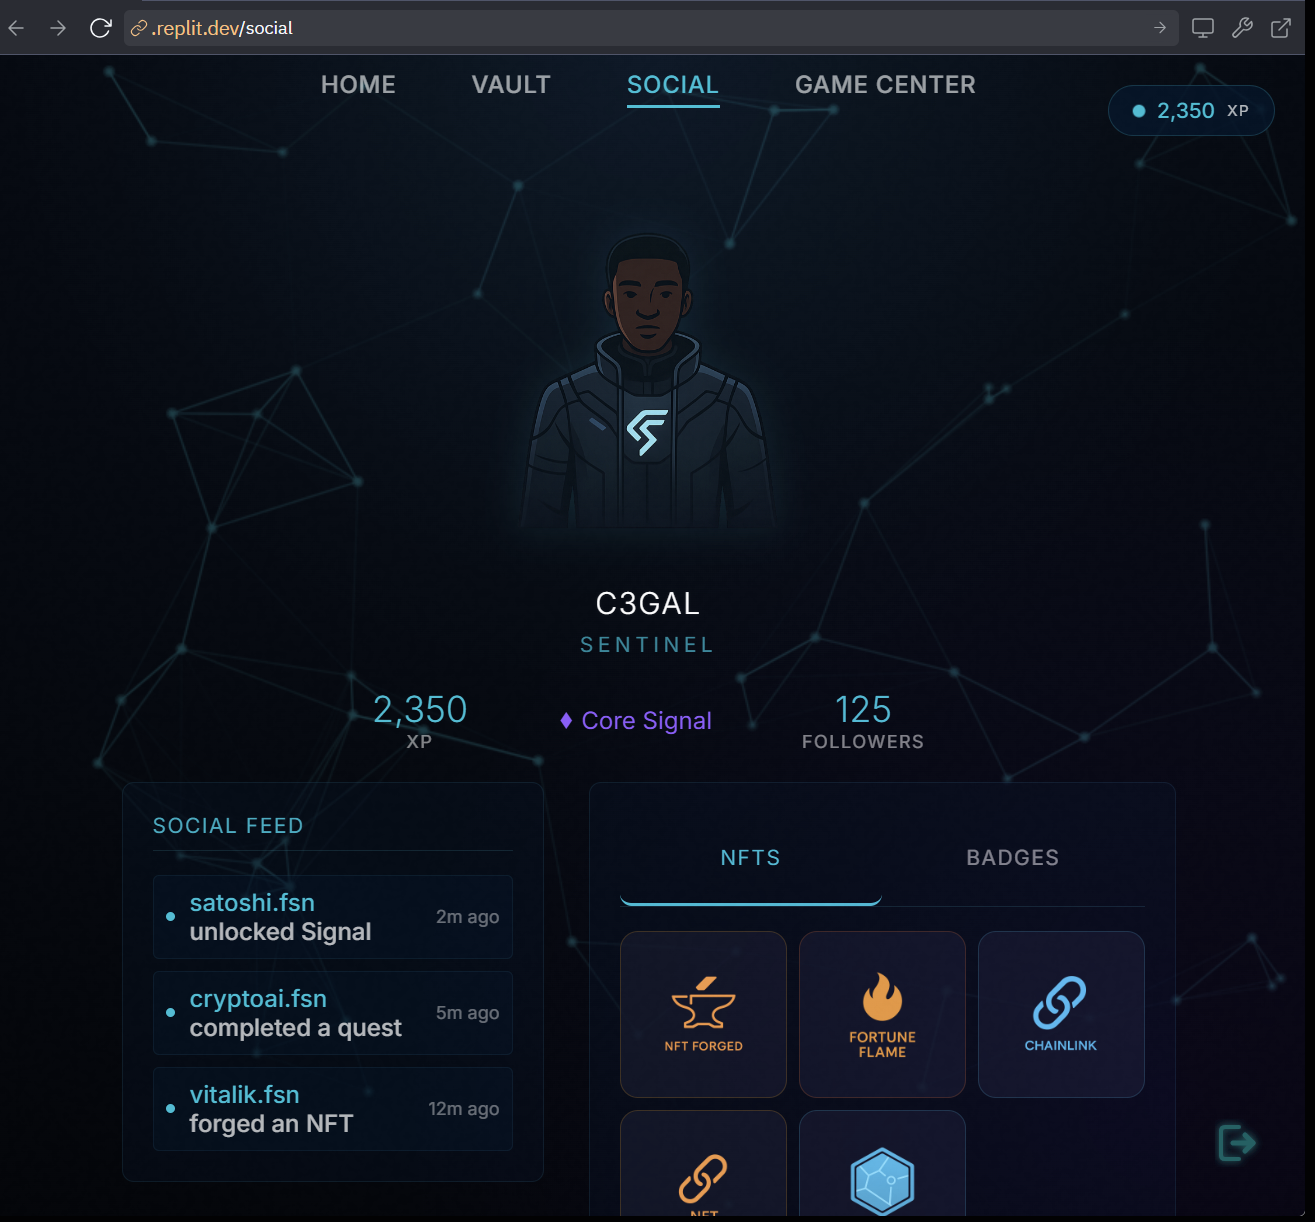 .replit.dev/social
HOME
VAULT
SOCIAL
GAME CENTER
2,350 XP
C3GAL
SENTINEL
2,350
XP
Core Signal
125
FOLLOWERS
SOCIAL FEED
satoshi.fsn
unlocked Signal
2m ago
cryptoai.fsn
completed a quest
5m ago
vitalik.fsn
forged an NFT
12m ago
NFTS
BADGES
NFT FORGED
FORTUNE
FLAME
CHAINLINK
NFT